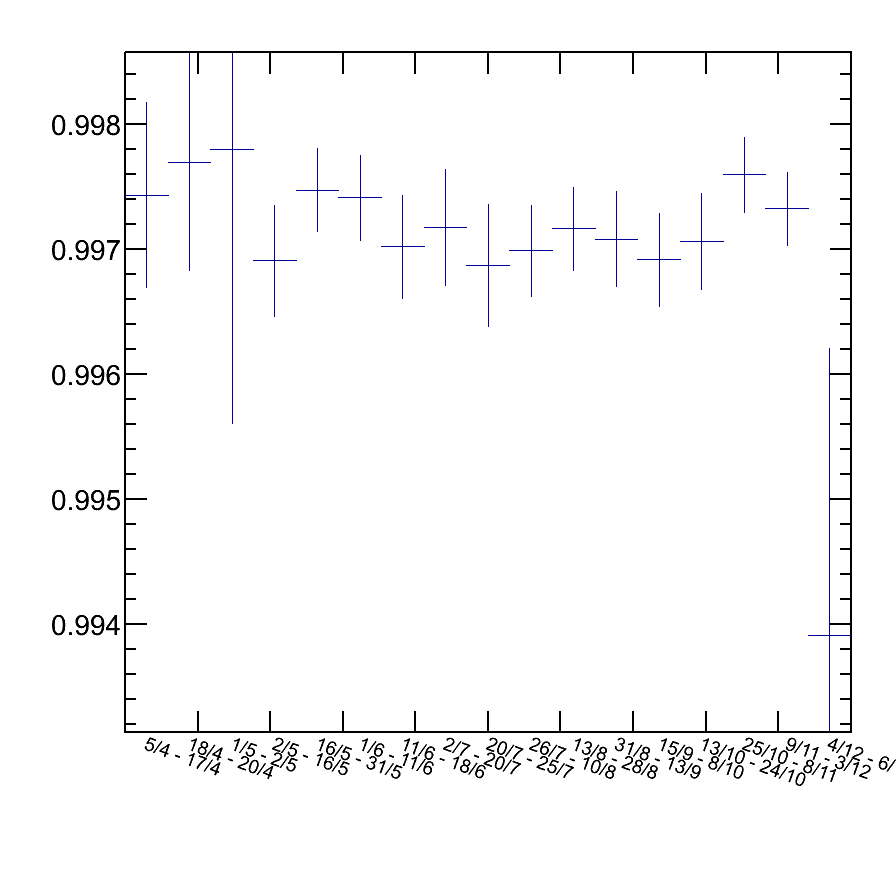 0.998
0.997
0.996
0.995
0.994
5/4 - 17/4
18/4 - 20/4
1/5 - 2/5
2/5 - 16/5
16/5 - 31/5
1/6 - 11/6
11/6 - 18/6
2/7 - 20/7
20/7 - 25/7
26/7 - 10/8
13/8 - 28/8
31/8 - 13/9
15/9 - 8/10
13/10 - 24/10
25/10 - 8/11
9/11 - 3/12
4/12 - 6/